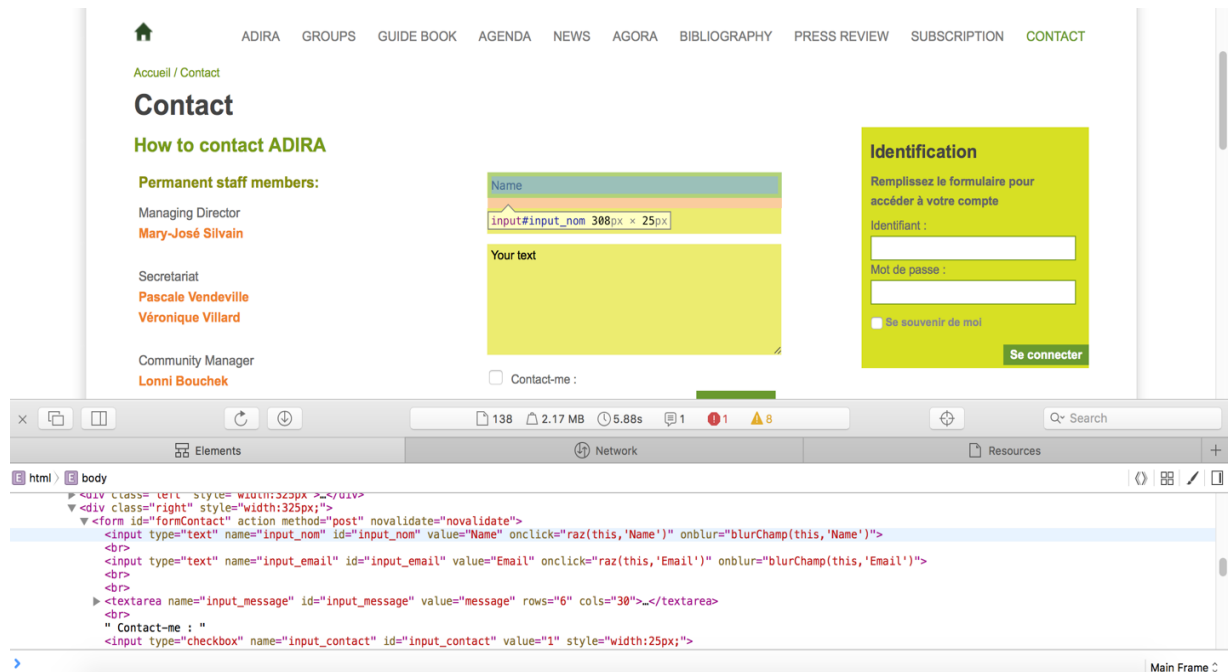 ADIRA GROUPS GUIDE BOOK AGENDA NEWS AGORA BIBLIOGRAPHY PRESS REVIEW SUBSCRIPTION CONTACT
Accueil / Contact
Contact
How to contact ADIRA
Permanent staff members:
Managing Director
Mary-José Silvain
Secretariat
Pascale Vendeville
Véronique Villard
Community Manager
Lonni Bouchek
Name
input#input_nom 308px × 25px
Your text
Contact-me :
Identification
Remplissez le formulaire pour
accéder à votre compte
Identifiant :
Mot de passe :
Se souvenir de moi
Se connecter
138 2.17 MB 5.88s 1 1 8 Search
Elements Network Resources
E html E body
<div class="left" style="width:325px">…</div>
<div class="right" style="width:325px;">
<form id="formContact" action method="post" novalidate="novalidate">
<input type="text" name="input_nom" id="input_nom" value="Name" onclick="raz(this,'Name')" onblur="blurChamp(this,'Name')">
<br>
<input type="text" name="input_email" id="input_email" value="Email" onclick="raz(this,'Email')" onblur="blurChamp(this,'Email')">
<br>
<br>
<textarea name="input_message" id="input_message" value="message" rows="6" cols="30">…</textarea>
<br>
" Contact-me : "
<input type="checkbox" name="input_contact" id="input_contact" value="1" style="width:25px;">
Main Frame